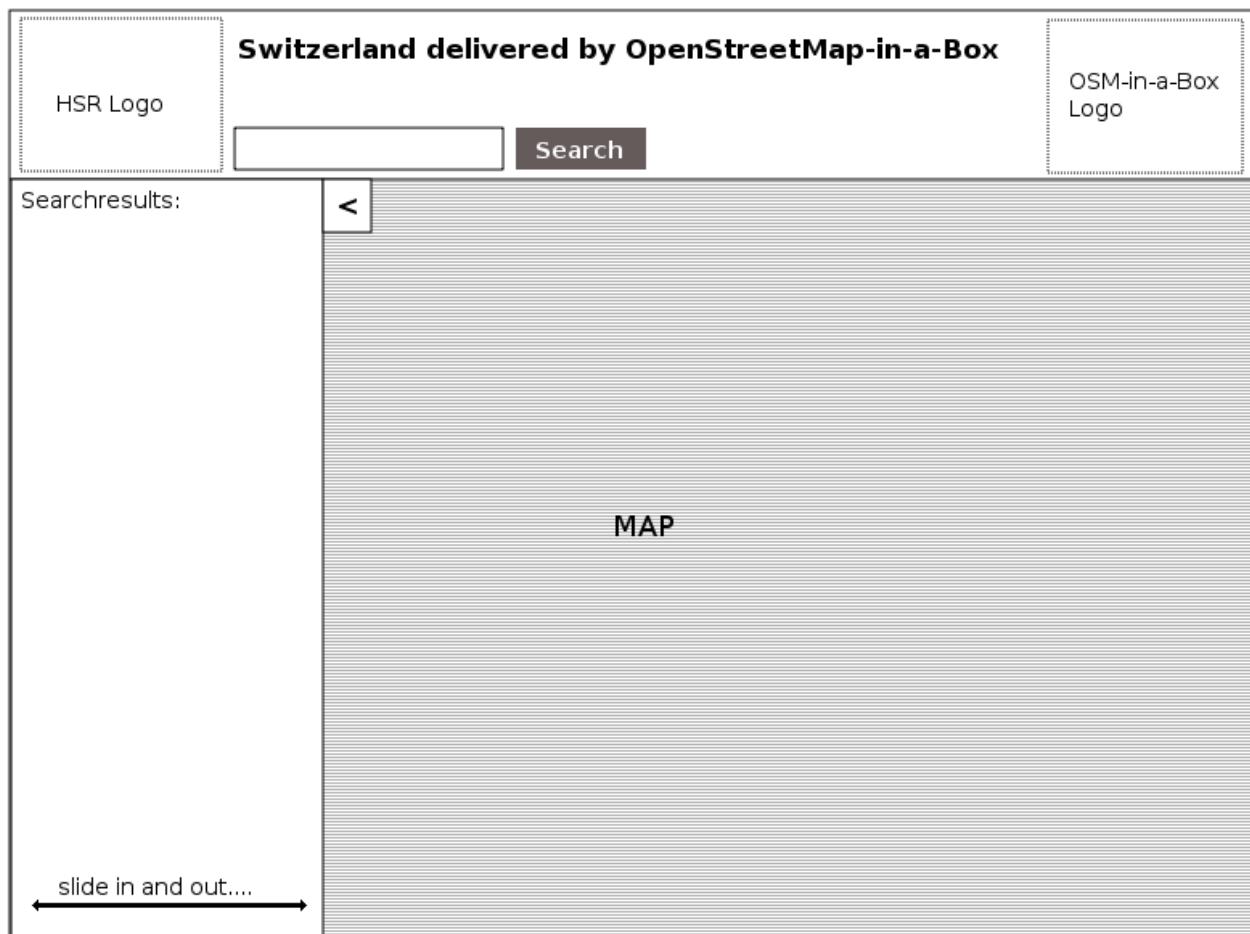 Switzerland delivered by OpenStreetMap-in-a-Box
HSR Logo
OSM-in-a-Box
Logo
Search
Searchresults:
<
MAP
slide in and out....